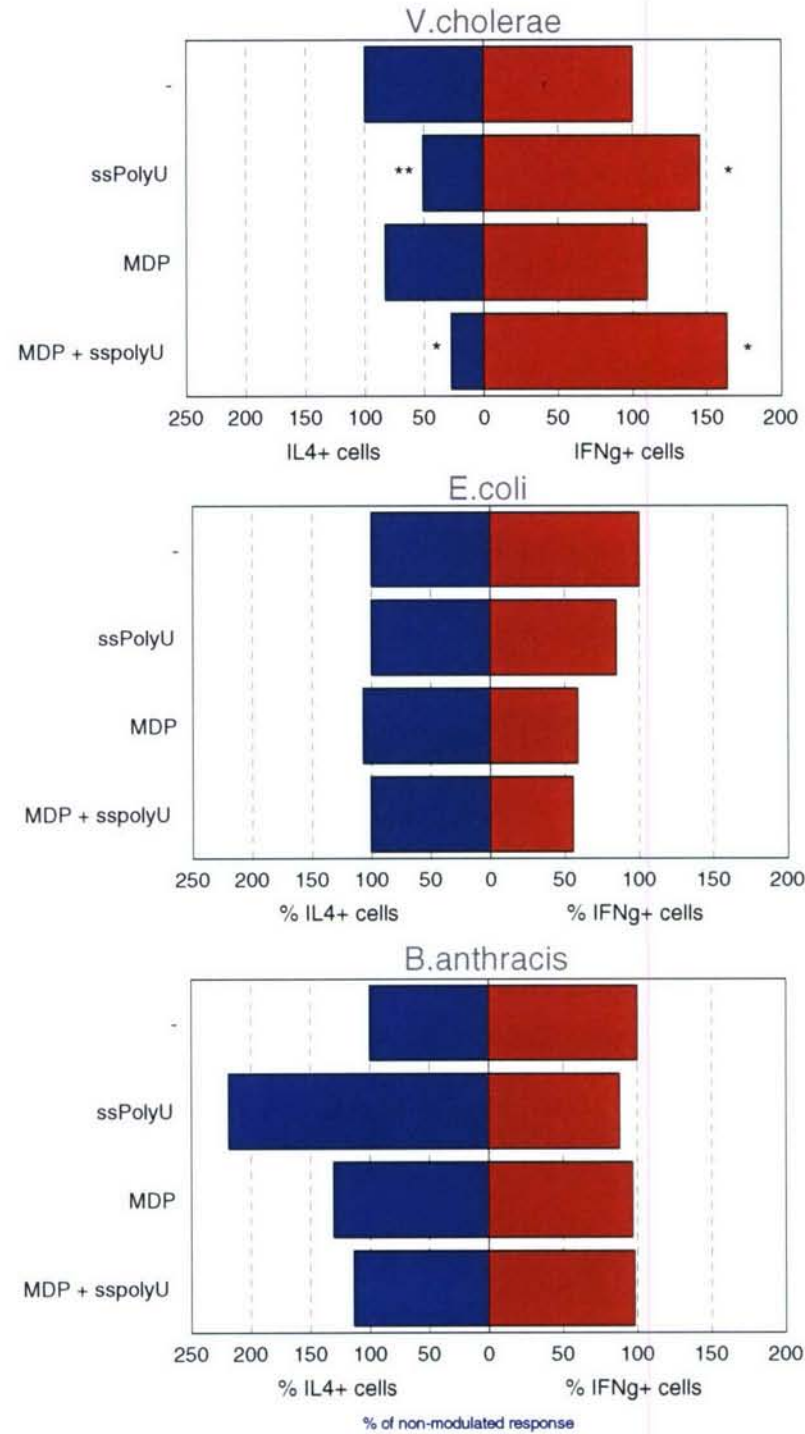 V.cholerae
-
ssPolyU ** *
MDP
MDP + sspolyU * *
250 200 150 100 50 0 50 100 150 200
IL4+ cells IFNg+ cells
E.coli
-
ssPolyU
MDP
MDP + sspolyU
250 200 150 100 50 0 50 100 150 200
% IL4+ cells % IFNg+ cells
B.anthracis
-
ssPolyU
MDP
MDP + sspolyU
250 200 150 100 50 0 50 100 150 200
% IL4+ cells % IFNg+ cells
% of non-modulated response